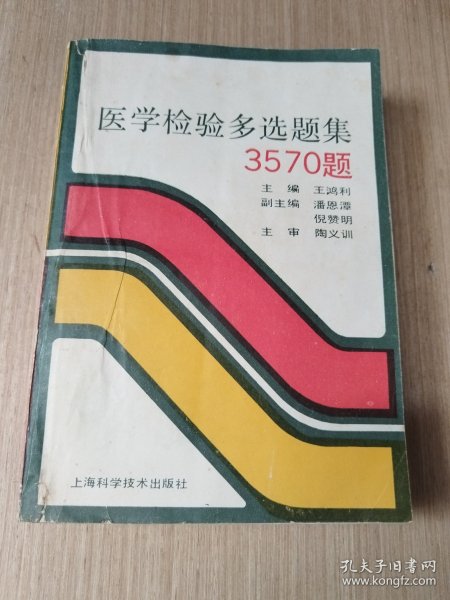 医学检验多选题集
3570题
主 编 王鸿利
副主编 潘恩潭
倪赞明
主 审 陶义训
上海科学技术出版社
孔夫子旧书网
www.kongfz.com